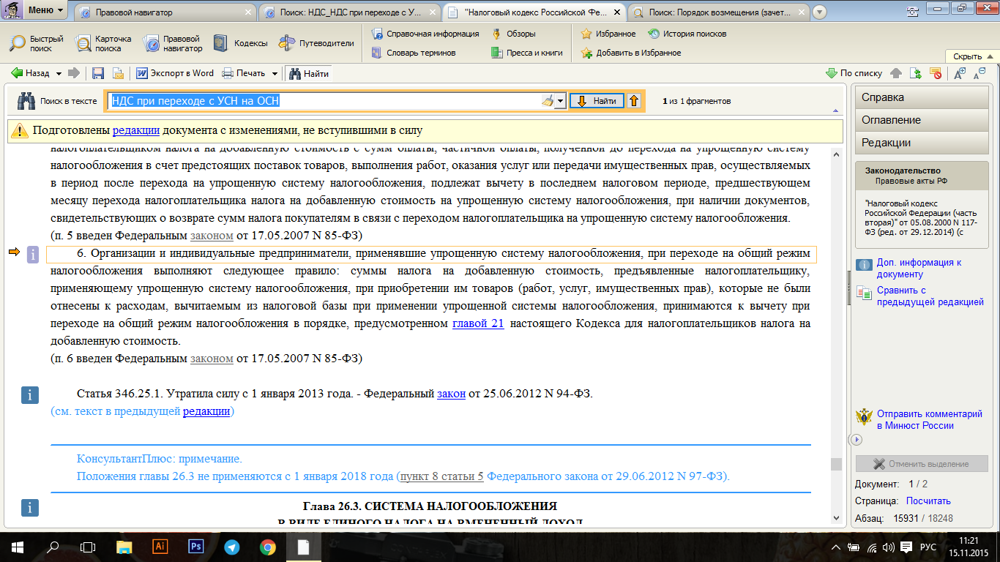 Меню
Правовой навигатор
Поиск: НДС_НДС при переходе с У...
"Налоговый кодекс Российской Фе...
Поиск: Порядок возмещения (зачет...
Быстрый поиск
Карточка поиска
Правовой навигатор
Кодексы
Путеводители
Справочная информация
Обзоры
Избранное
История поисков
Словарь терминов
Пресса и книги
Добавить в Избранное
Скрыть
Назад
Экспорт в Word
Печать
Найти
По списку
Поиск в тексте
НДС при переходе с УСН на ОСН
Найти
1 из 1 фрагментов
Подготовлены редакции документа с изменениями, не вступившими в силу
налогоплательщиком налога на добавленную стоимость с сумм оплаты, частичной оплаты, полученной до перехода на упрощенную систему
налогообложения в счет предстоящих поставок товаров, выполнения работ, оказания услуг или передачи имущественных прав, осуществляемых
в период после перехода на упрощенную систему налогообложения, подлежат вычету в последнем налоговом периоде, предшествующем
месяцу перехода налогоплательщика налога на добавленную стоимость на упрощенную систему налогообложения, при наличии документов,
свидетельствующих о возврате сумм налога покупателям в связи с переходом налогоплательщика на упрощенную систему налогообложения.
(п. 5 введен Федеральным законом от 17.05.2007 N 85-ФЗ)
6. Организации и индивидуальные предприниматели, применявшие упрощенную систему налогообложения, при переходе на общий режим
налогообложения выполняют следующее правило: суммы налога на добавленную стоимость, предъявленные налогоплательщику,
применяющему упрощенную систему налогообложения, при приобретении им товаров (работ, услуг, имущественных прав), которые не были
отнесены к расходам, вычитаемым из налоговой базы при применении упрощенной системы налогообложения, принимаются к вычету при
переходе на общий режим налогообложения в порядке, предусмотренном главой 21 настоящего Кодекса для налогоплательщиков налога на
добавленную стоимость.
(п. 6 введен Федеральным законом от 17.05.2007 N 85-ФЗ)
Статья 346.25.1. Утратила силу с 1 января 2013 года. - Федеральный закон от 25.06.2012 N 94-ФЗ.
(см. текст в предыдущей редакции)
КонсультантПлюс: примечание.
Положения главы 26.3 не применяются с 1 января 2018 года (пункт 8 статьи 5 Федерального закона от 29.06.2012 N 97-ФЗ).
Глава 26.3. СИСТЕМА НАЛОГООБЛОЖЕНИЯ
В ВИДЕ ЕДИНОГО НАЛОГА НА ВМЕНЕННЫЙ ДОХОД
Справка
Оглавление
Редакции
Законодательство
Правовые акты РФ
"Налоговый кодекс
Российской Федерации (часть
вторая)" от 05.08.2000 N 117-
ФЗ (ред. от 29.12.2014) (с
Доп. информация к
документу
Сравнить с
предыдущей редакцией
Отправить комментарий
в Минюст России
Отменить выделение
Документ: 1 / 2
Страница: Посчитать
Абзац: 15931 / 18248
Ai
Ps
РУС
11:21
15.11.2015